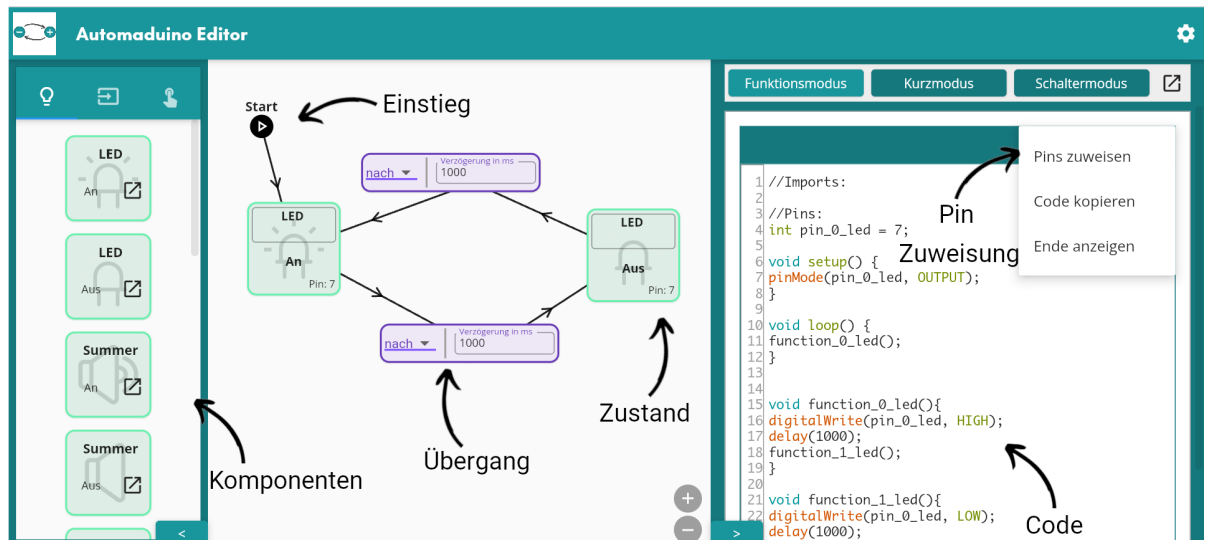 Automaduino Editor
LED
An
LED
Aus
Summer
An
Summer
Aus
<
Komponenten
Start
Einstieg
nach
Verzögerung in ms
1000
LED
An
Pin: 7
LED
Aus
Pin: 7
nach
Verzögerung in ms
1000
Zustand
Übergang
+
−
>
Funktionsmodus
Kurzmodus
Schaltermodus
Pins zuweisen
Code kopieren
Ende anzeigen
Pin
Zuweisung
1 //Imports:
2
3 //Pins:
4 int pin_0_led = 7;
5
6 void setup() {
7 pinMode(pin_0_led, OUTPUT);
8 }
9
10 void loop() {
11 function_0_led();
12 }
13
14
15 void function_0_led(){
16 digitalWrite(pin_0_led, HIGH);
17 delay(1000);
18 function_1_led();
19 }
20
21 void function_1_led(){
22 digitalWrite(pin_0_led, LOW);
delay(1000);
Code